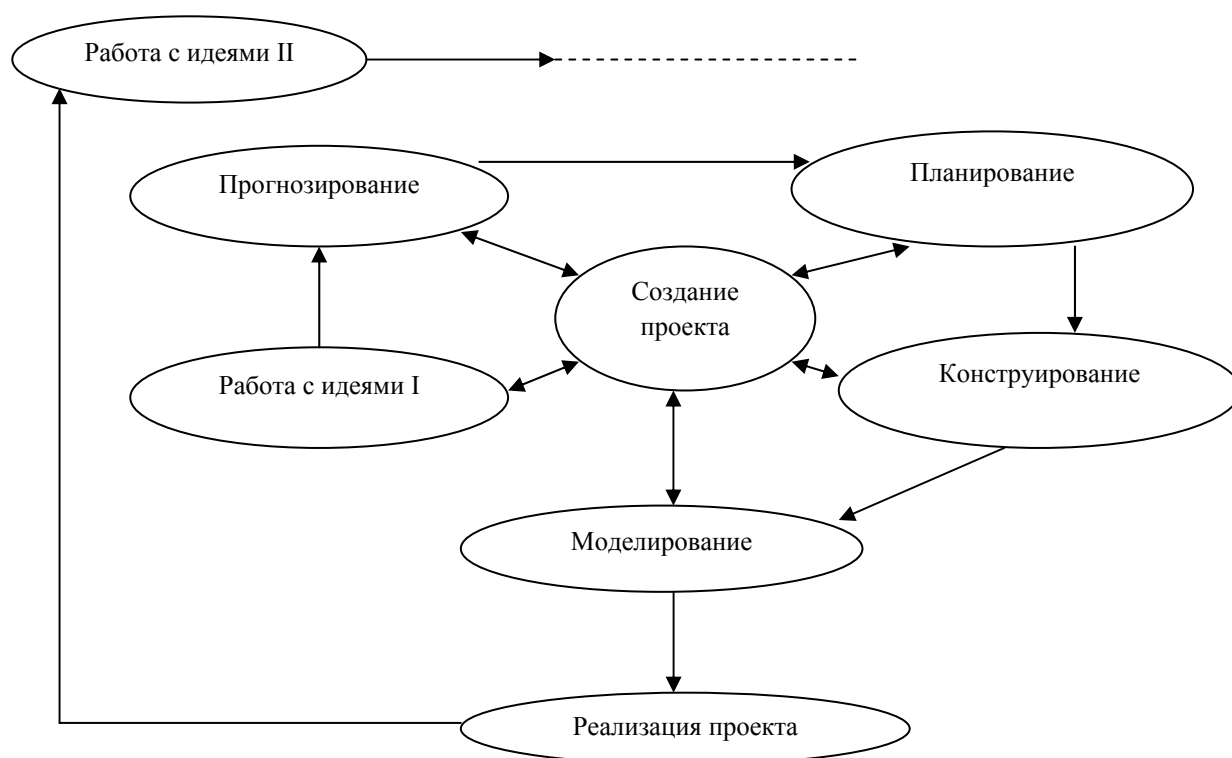 Работа с идеями II
Прогнозирование
Планирование
Создание
проекта
Работа с идеями I
Конструирование
Моделирование
Реализация проекта